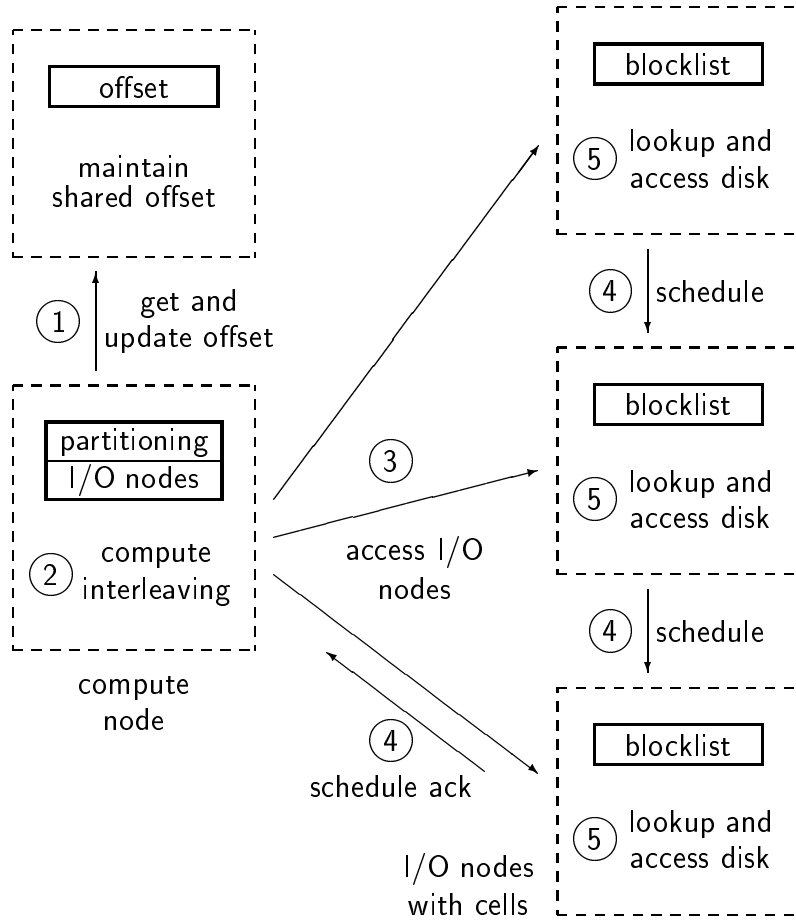 offset
maintain
shared offset
1
get and
update offset
partitioning
I/O nodes
2
compute
interleaving
compute
node
3
access I/O
nodes
4
schedule ack
blocklist
5
lookup and
access disk
4
schedule
blocklist
5
lookup and
access disk
4
schedule
blocklist
5
lookup and
access disk
I/O nodes
with cells